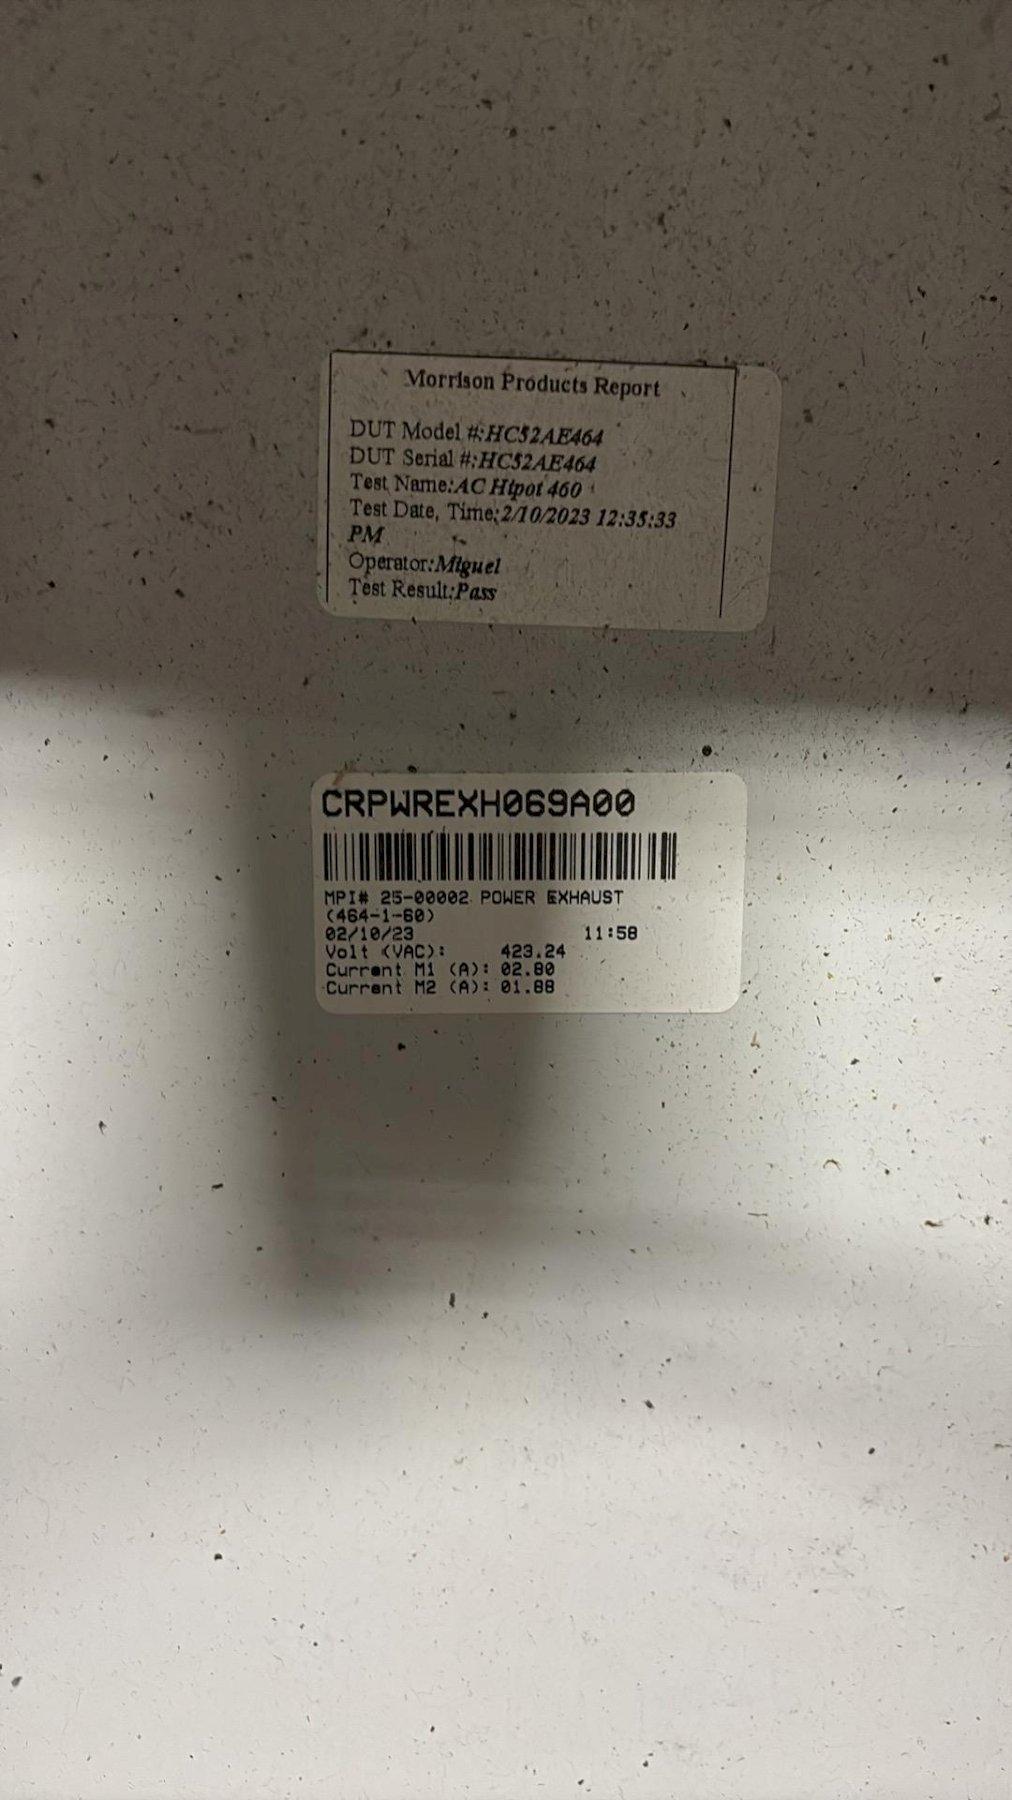 Morrison Products Report
DUT Model #:HC52AE464
DUT Serial #:HC52AE464
Test Name:AC Hipot 460
Test Date, Time:2/10/2023 12:35:33
PM
Operator:Miguel
Test Result:Pass
CRPWREXH069A00
MPI# 25-00002 POWER EXHAUST
(464-1-60)
02/10/23 11:58
Volt (VAC): 423.24
Current M1 (A): 02.80
Current M2 (A): 01.88